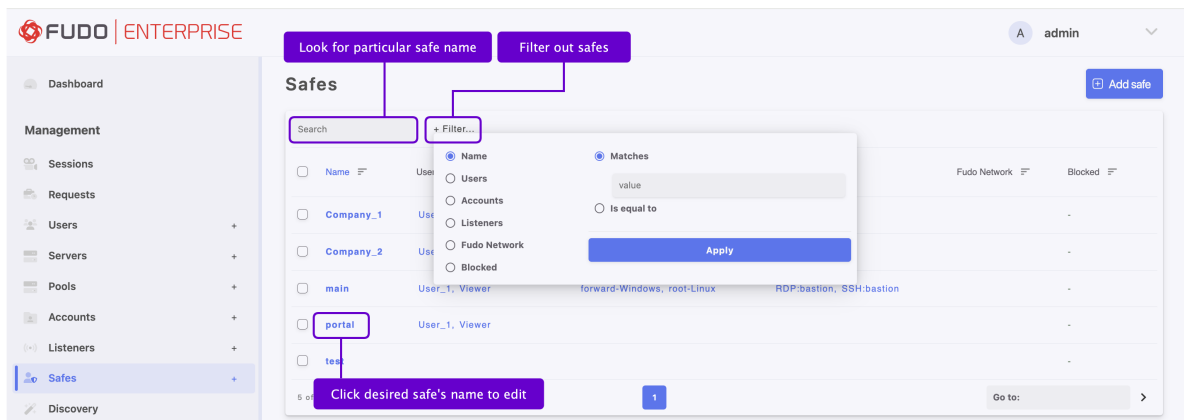 FUDO ENTERPRISE
A admin
Look for particular safe name
Filter out safes
Dashboard
Safes
Add safe
Management
Search
+ Filter...
Sessions
Requests
Users +
Servers +
Pools +
Accounts +
Listeners +
Safes +
Discovery
Name
Users
Accounts
Listeners
Fudo Network
Blocked
Matches
value
Is equal to
Apply
Name Fudo Network Blocked
Company_1 -
Company_2 -
main User_1, Viewer forward-Windows, root-Linux RDP:bastion, SSH:bastion -
portal User_1, Viewer -
test -
Click desired safe's name to edit
5 1 Go to: